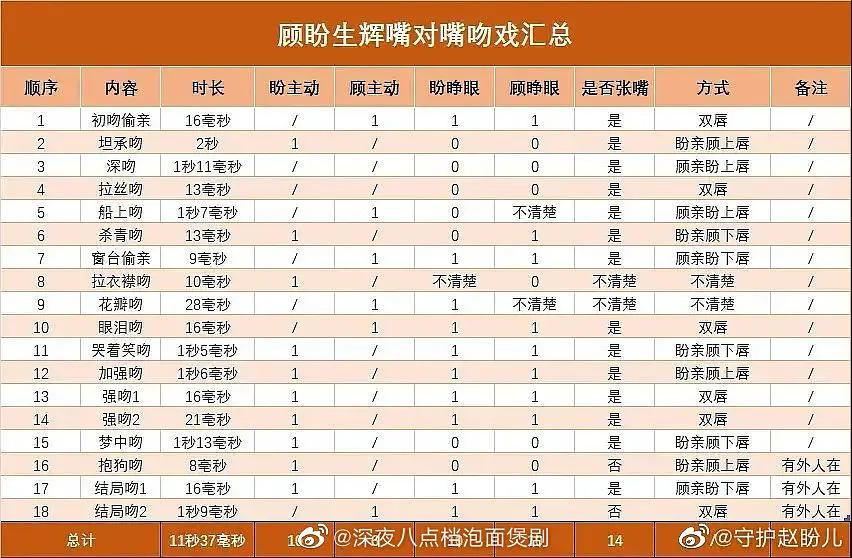 顾盼生辉嘴对嘴吻戏汇总
顺序 内容 时长 盼主动 顾主动 盼睁眼 顾睁眼 是否张嘴 方式 备注
1 初吻偷亲 16毫秒 / 1 1 1 是 双唇 /
2 坦承吻 2秒 1 / 0 0 是 盼亲顾上唇 /
3 深吻 1秒11毫秒 / / 0 0 是 顾亲盼上唇 /
4 拉丝吻 13毫秒 / / 0 0 是 双唇 /
5 船上吻 1秒7毫秒 / 1 0 不清楚 是 顾亲盼上唇 /
6 杀青吻 13毫秒 1 / 0 1 是 盼亲顾下唇 /
7 窗台偷亲 9毫秒 / 1 1 1 是 顾亲盼下唇 /
8 拉衣襟吻 10毫秒 1 / 不清楚 0 不清楚 不清楚 /
9 花瓣吻 28毫秒 / 1 1 不清楚 不清楚 不清楚 /
10 眼泪吻 16毫秒 / 1 1 1 是 双唇 /
11 哭着笑吻 1秒5毫秒 1 / 1 1 是 盼亲顾下唇 /
12 加强吻 1秒6毫秒 1 / 1 1 是 盼亲顾上唇 /
13 强吻1 16毫秒 1 / 1 1 是 双唇 /
14 强吻2 21毫秒 1 / 1 1 是 双唇 /
15 梦中吻 1秒13毫秒 1 / 0 0 是 盼亲顾下唇 /
16 抱狗吻 8毫秒 1 / 0 0 否 盼亲顾上唇 有外人在
17 结局吻1 16毫秒 1 / 1 1 是 顾亲盼下唇 有外人在
18 结局吻2 1秒9毫秒 / 1 1 1 否 双唇 有外人在
总计 11秒37毫秒 14
@深夜八点档泡面煲剧
@守护赵盼儿